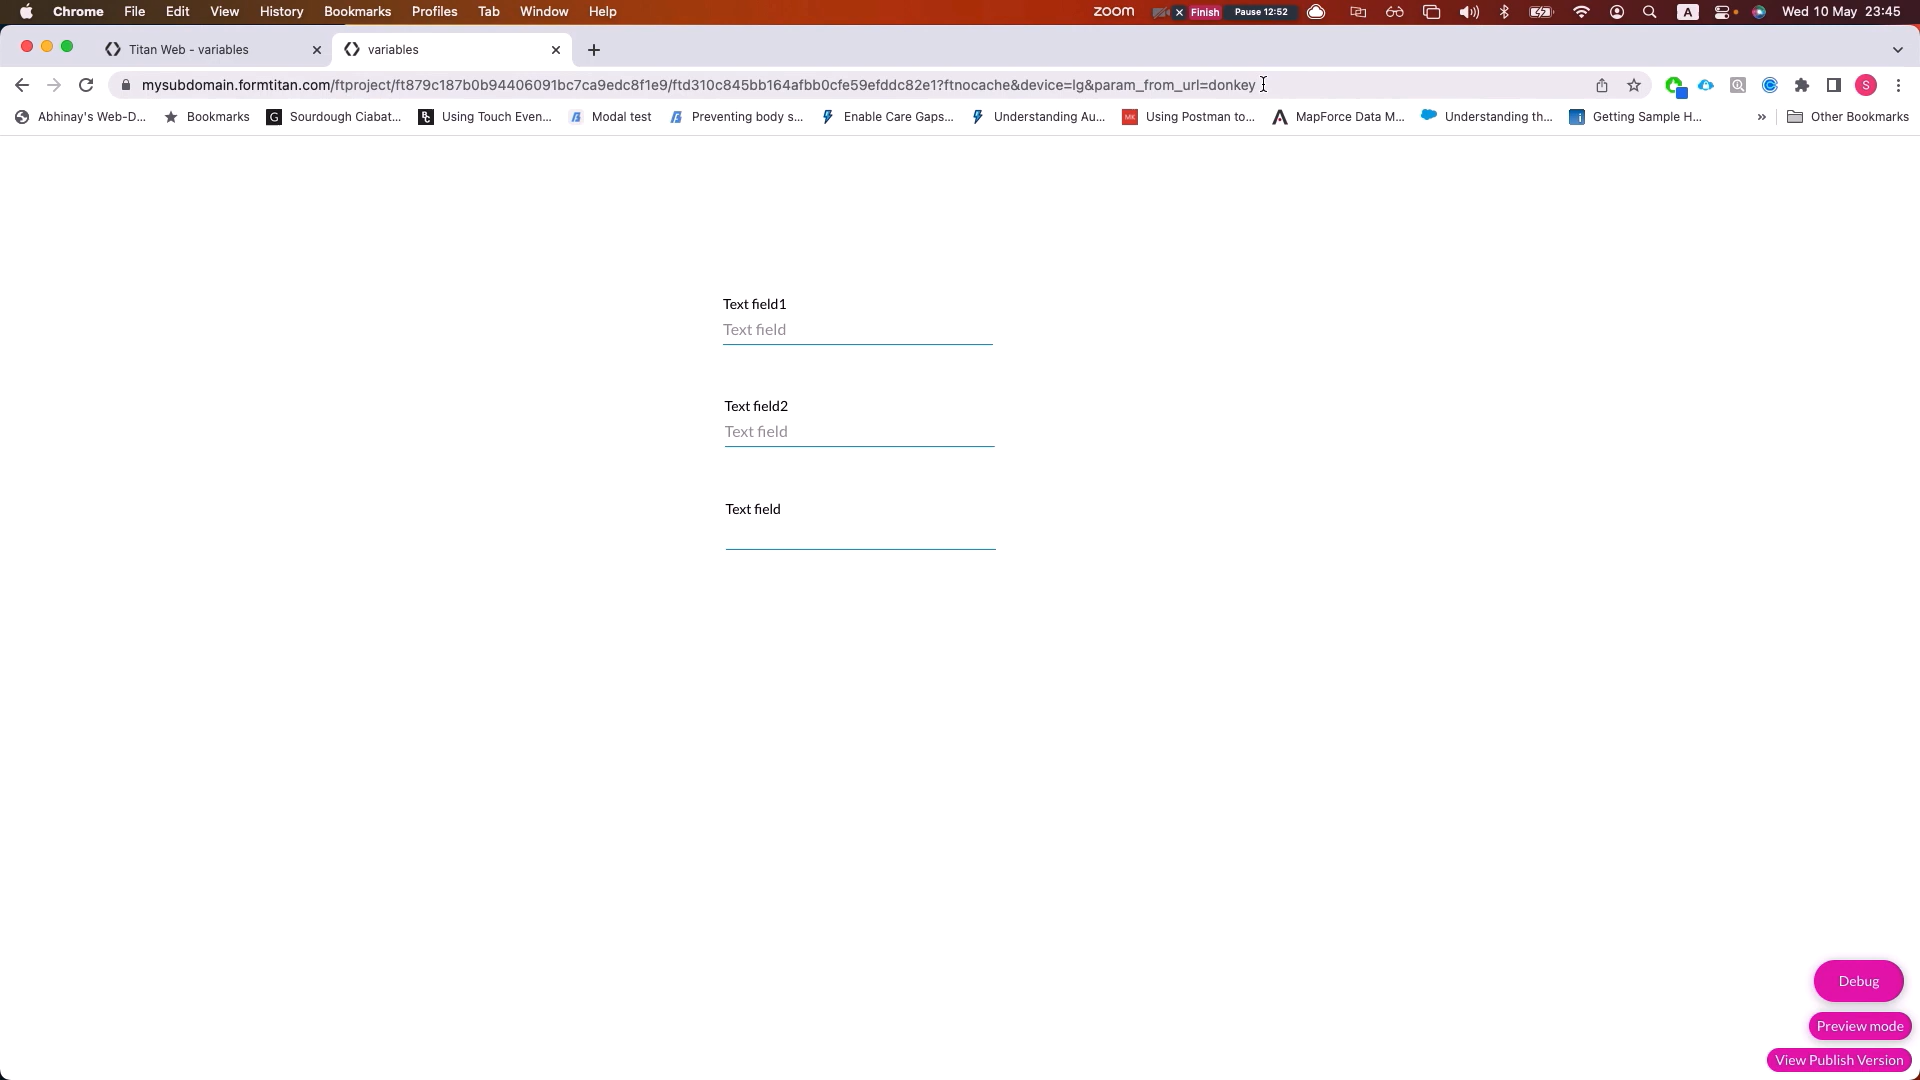 Chrome File Edit View History Bookmarks Profiles Tab Window Help zoom Finish Pause 12:52 A Wed 10 May 23:45
Titan Web - variables variables
mysubdomain.formtitan.com/ftproject/ft879c187b0b94406091bc7ca9edc8f1e9/ftd310c845bb164afbb0cfe59efddc82e1?ftnocache&device=lg&param_from_url=donkey S
Abhinay's Web-D... Bookmarks G Sourdough Ciabat... Using Touch Even... Modal test Preventing body s... Enable Care Gaps... Understanding Au... MK Using Postman to... MapForce Data M... Understanding th... i Getting Sample H... » Other Bookmarks
Text field1
Text field
Text field2
Text field
Text field
Debug
Preview mode
View Publish Version